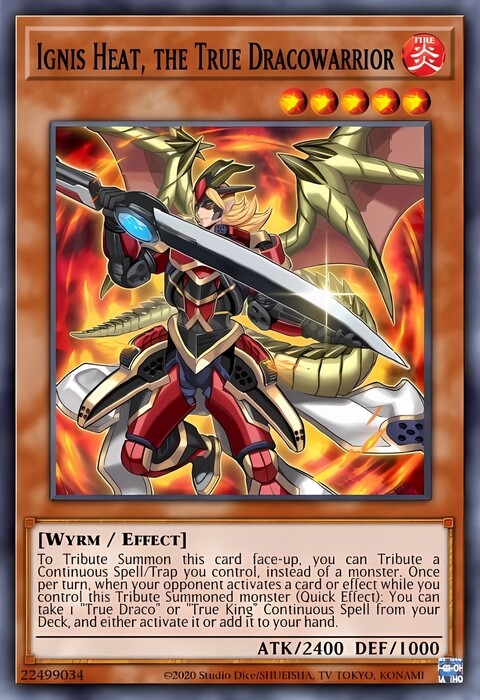 IGNIS HEAT, THE TRUE DRACOWARRIOR
FIRE
炎
[WYRM / EFFECT]
To Tribute Summon this card face-up, you can Tribute a
Continuous Spell/Trap you control, instead of a monster. Once
per turn, when your opponent activates a card or effect while you
control this Tribute Summoned monster (Quick Effect): You can
take 1 "True Draco" or "True King" Continuous Spell from your
Deck, and either activate it or add it to your hand.
ATK/2400 DEF/1000
22499034
©2020 Studio Dice/SHUEISHA, TV TOKYO, KONAMI